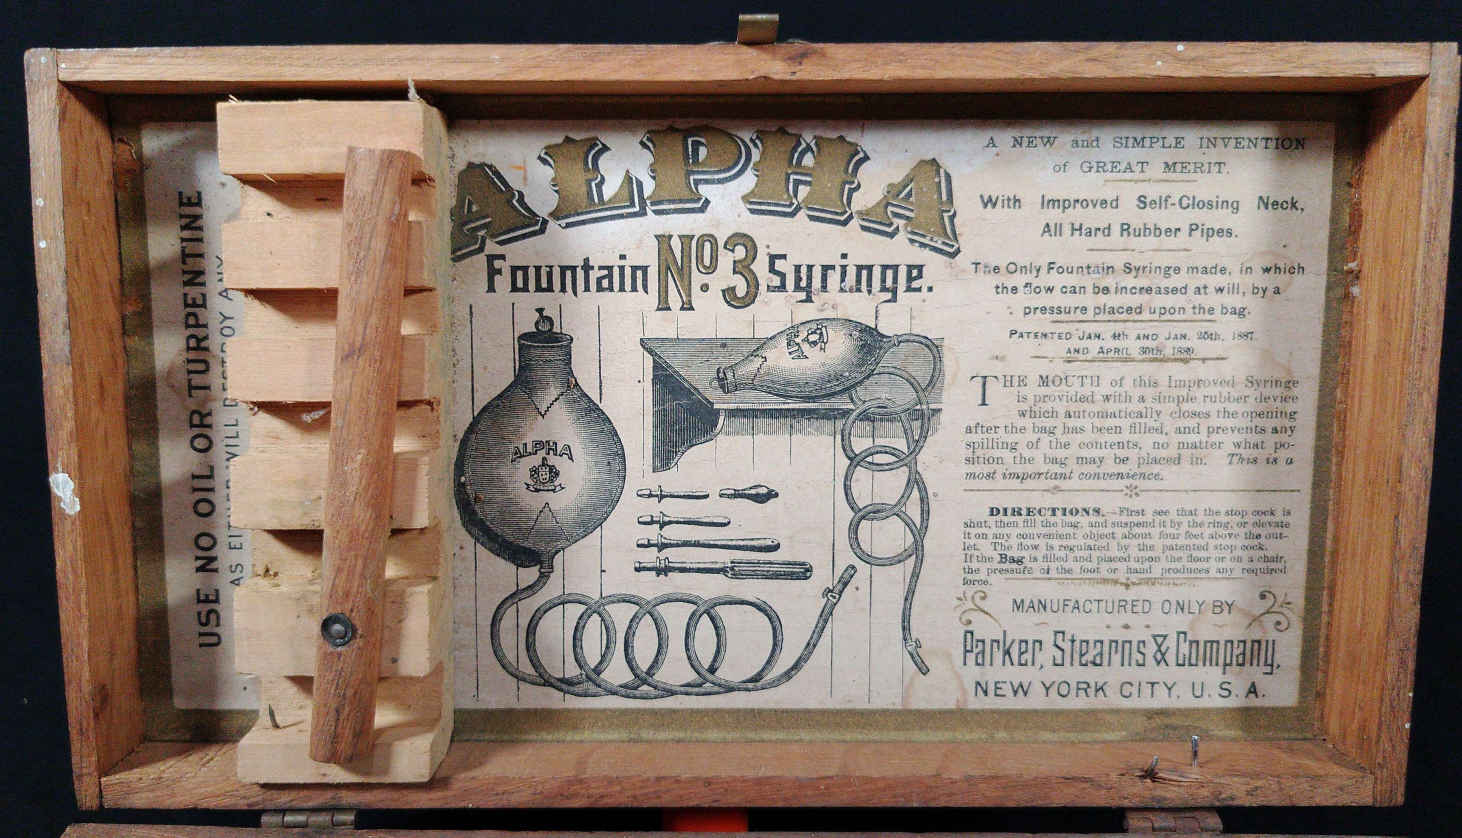 USE NO OIL OR TURPENTINE
AS EITHER WILL DESTROY ANY
ALPHA
Fountain No. 3 Syringe.
ALPHA
A NEW and SIMPLE INVENTION
of GREAT MERIT.
With Improved Self-Closing Neck,
All Hard Rubber Pipes.
The Only Fountain Syringe made, in which
the flow can be increased at will, by a
pressure placed upon the bag.
PATENTED JAN. 4th AND JAN. 25th, 1887.
AND APRIL 30th, 1889.
THE MOUTH of this Improved Syringe
is provided with a simple rubber device
which automatically closes the opening
after the bag has been filled, and prevents any
spilling of the contents, no matter what po-
sition the bag may be placed in. This is a
most important convenience.
DIRECTIONS.—First see that the stop cock is
shut, then fill the bag, and suspend it by the ring, or elevate
it on any convenient object about four feet above the out-
let. The flow is regulated by the patented stop cock.
If the Bag is filled and placed upon the floor or on a chair,
the pressure of the foot or hand produces any required
force.
MANUFACTURED ONLY BY
Parker, Stearns & Company,
NEW YORK CITY, U.S.A.